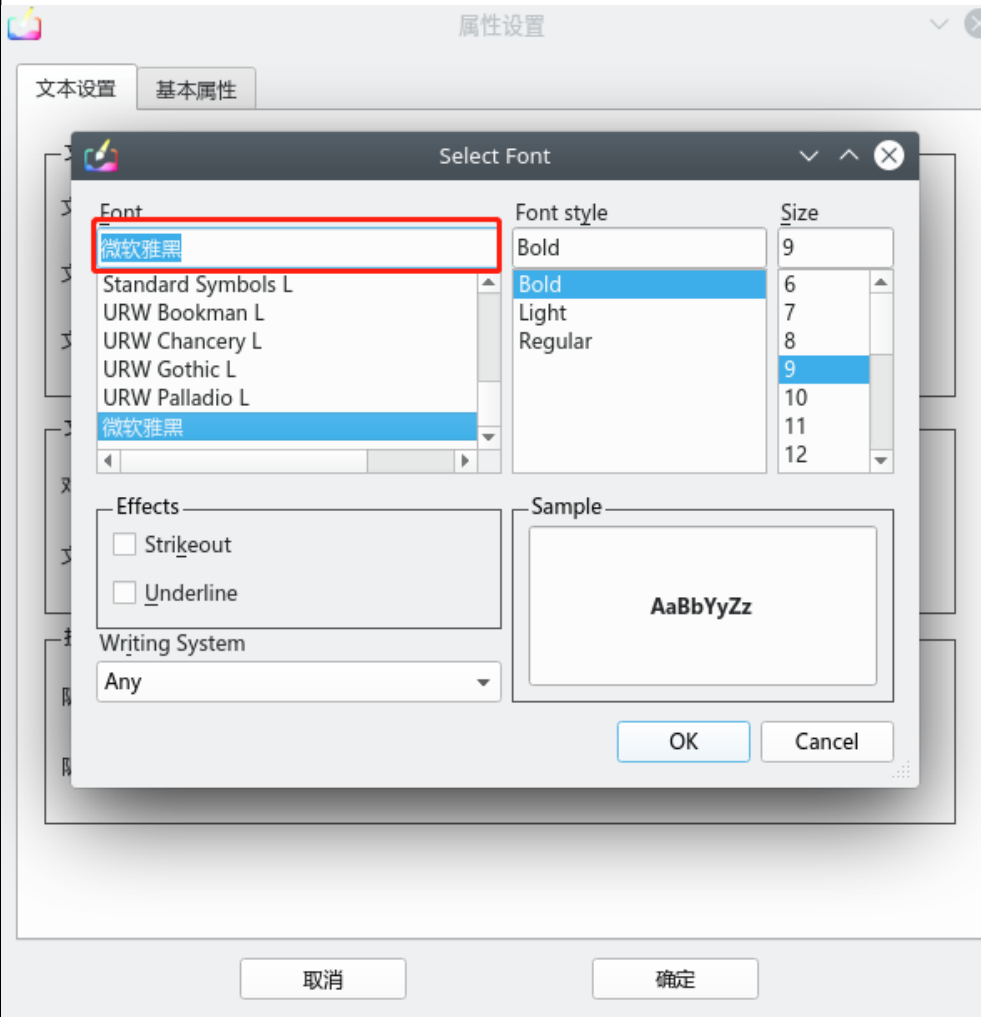 属性设置
文本设置
基本属性
Select Font
Font
微软雅黑
Standard Symbols L
URW Bookman L
URW Chancery L
URW Gothic L
URW Palladio L
微软雅黑
Font style
Bold
Bold
Light
Regular
Size
9
6
7
8
9
10
11
12
Effects
Strikeout
Underline
Writing System
Any
Sample
AaBbYyZz
OK
Cancel
取消
确定